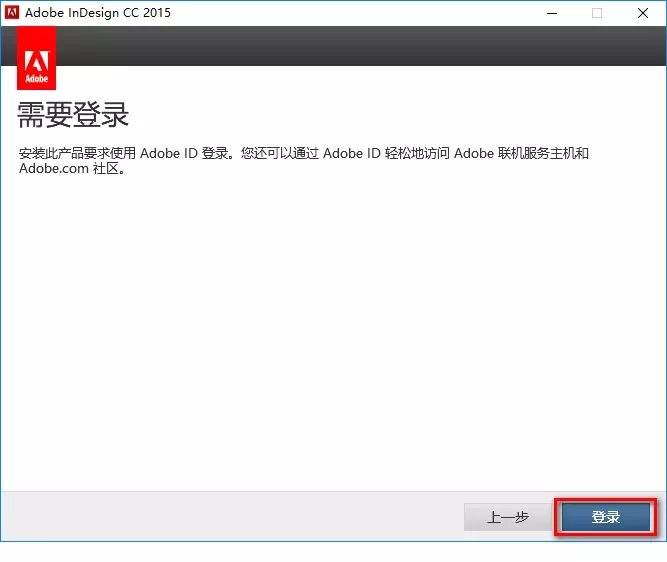 Adobe InDesign CC 2015
Adobe
需要登录
安装此产品要求使用 Adobe ID 登录。您还可以通过 Adobe ID 轻松地访问 Adobe 联机服务主机和
Adobe.com 社区。
上一步
登录